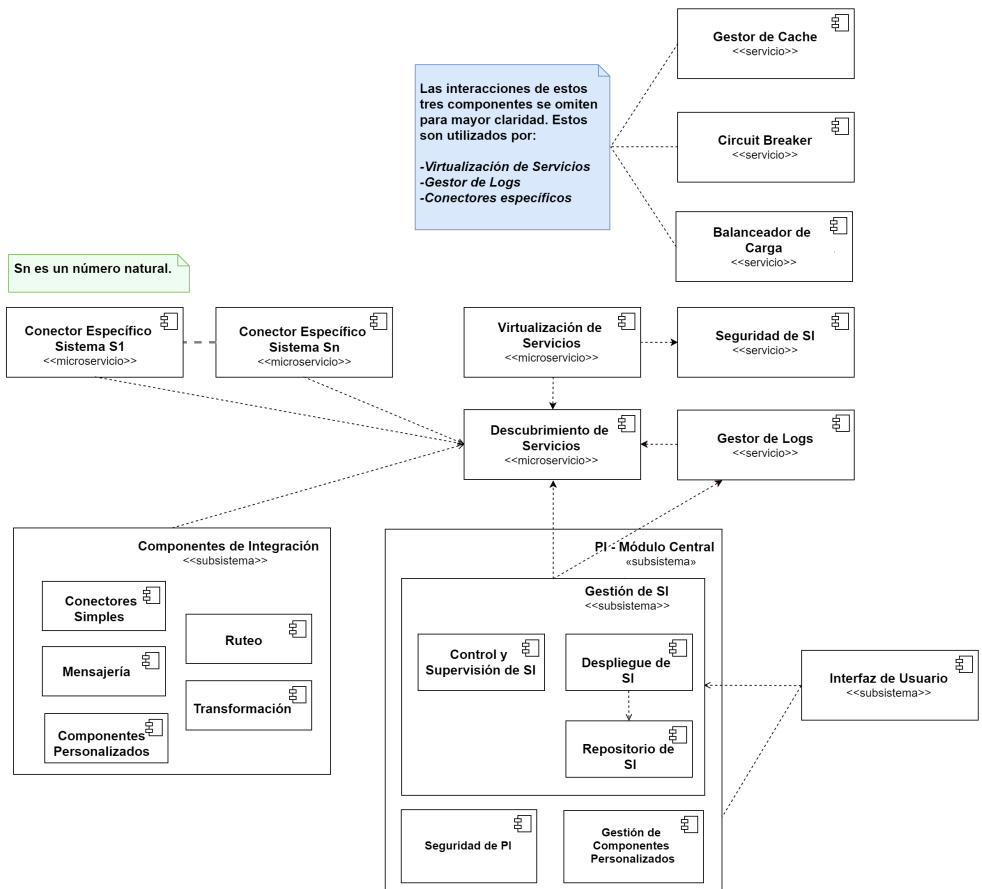 Gestor de Cache
<<servicio>>
Las interacciones de estos
tres componentes se omiten
para mayor claridad. Estos
son utilizados por:
-Virtualización de Servicios
-Gestor de Logs
-Conectores específicos
Circuit Breaker
<<servicio>>
Balanceador de
Carga
<<servicio>>
Sn es un número natural.
Conector Específico
Sistema S1
<<microservicio>>
Conector Específico
Sistema Sn
<<microservicio>>
Virtualización de
Servicios
<<microservicio>>
Seguridad de SI
<<servicio>>
Descubrimiento de
Servicios
<<microservicio>>
Gestor de Logs
<<servicio>>
Componentes de Integración
<<subsistema>>
Conectores
Simples
Ruteo
Mensajería
Transformación
Componentes
Personalizados
PI - Módulo Central
«subsistema»
Gestión de SI
<<subsistema>>
Control y
Supervisión de SI
Despliegue de
SI
Repositorio de
SI
Interfaz de Usuario
<<subsistema>>
Seguridad de PI
Gestión de
Componentes
Personalizados